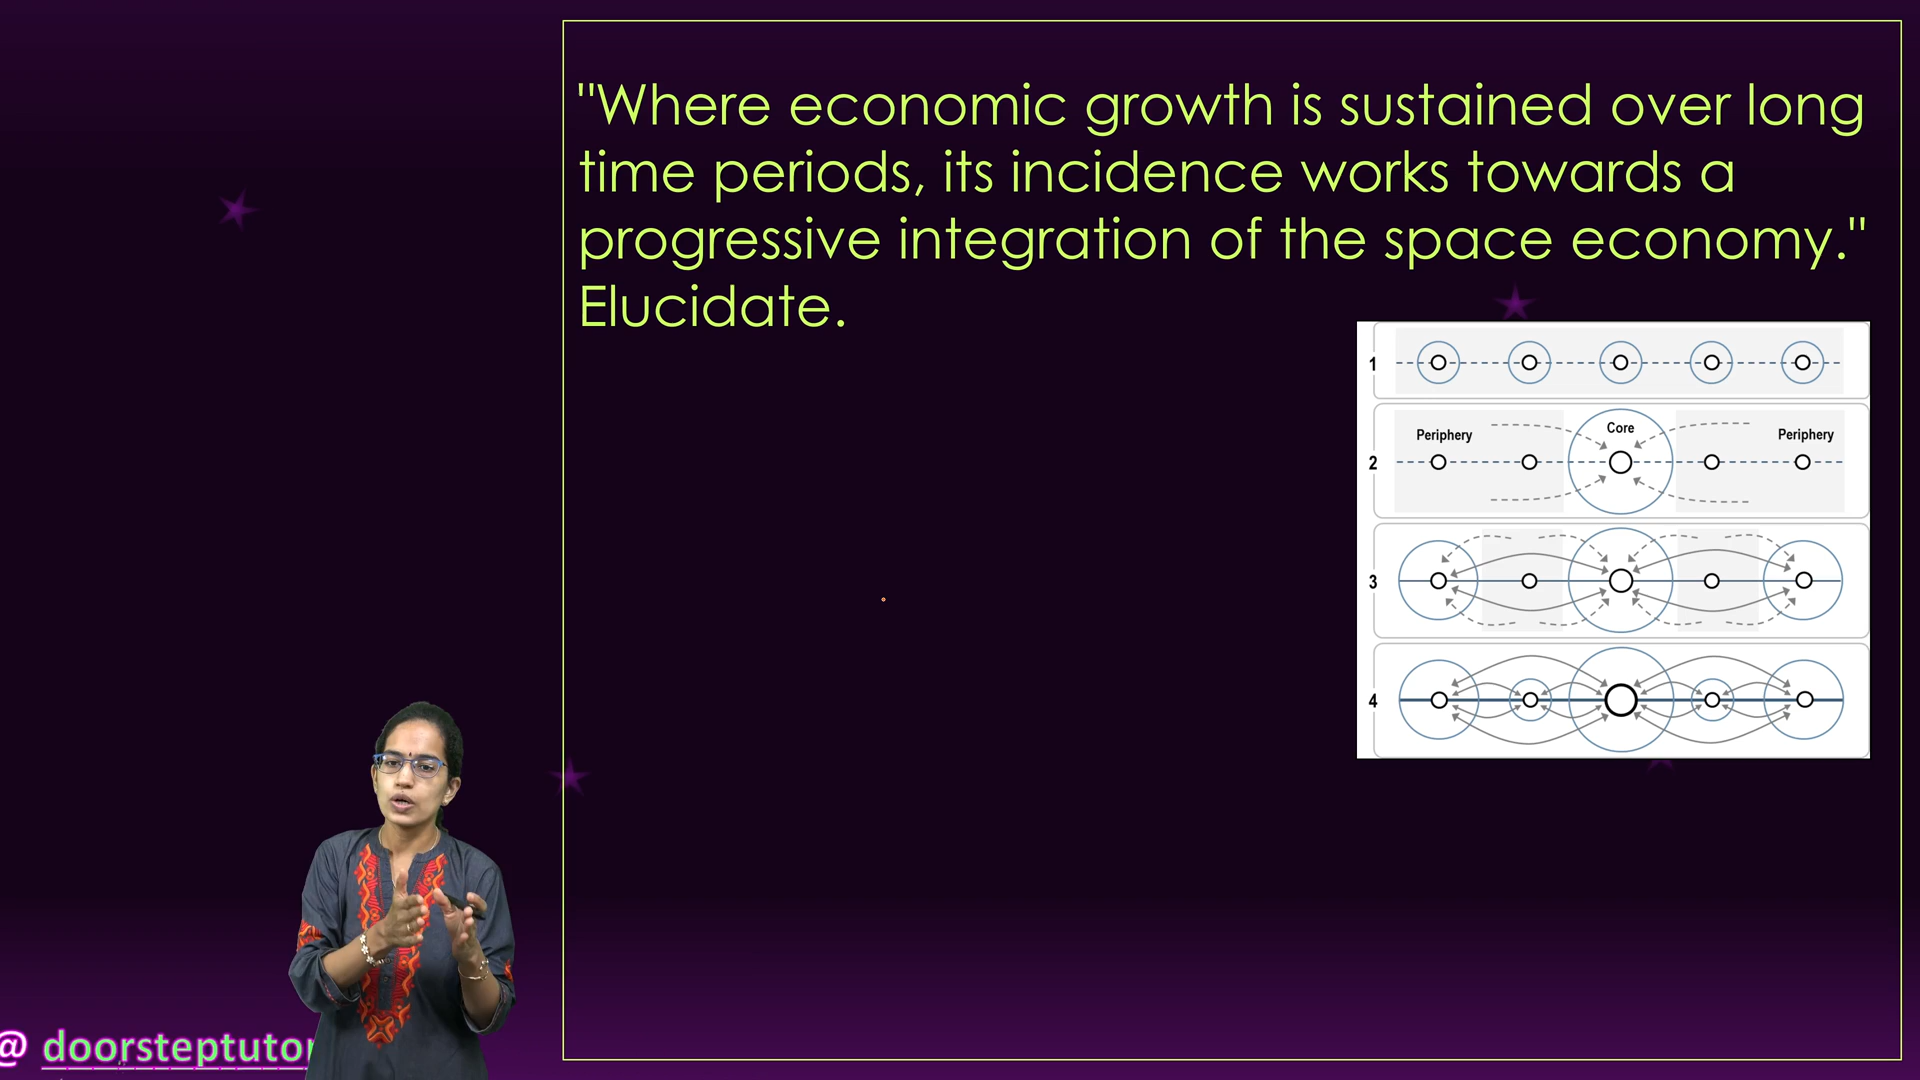 "Where economic growth is sustained over long
time periods, its incidence works towards a
progressive integration of the space economy."
Elucidate.
1
Periphery
Core
Periphery
2
3
4
@ doorsteptutor